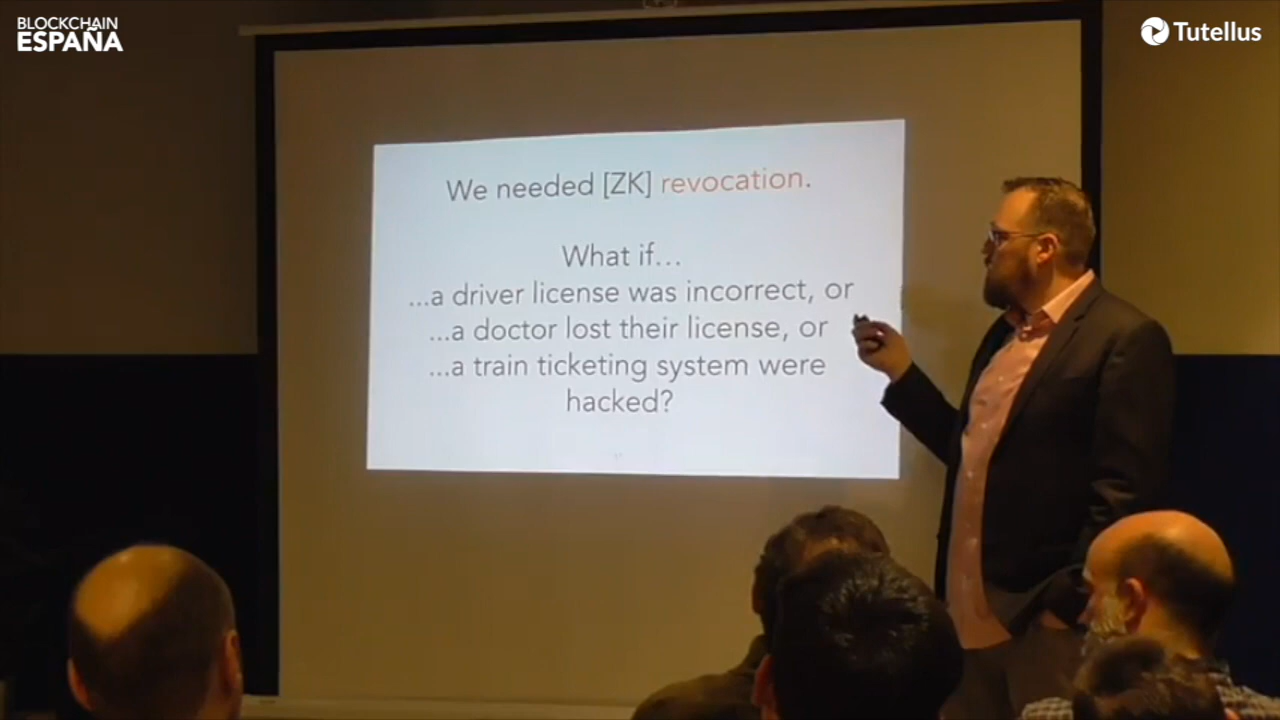 BLOCKCHAIN
ESPAÑA
Tutellus
We needed [ZK] revocation.
What if...
...a driver license was incorrect, or
...a doctor lost their license, or
...a train ticketing system were
hacked?